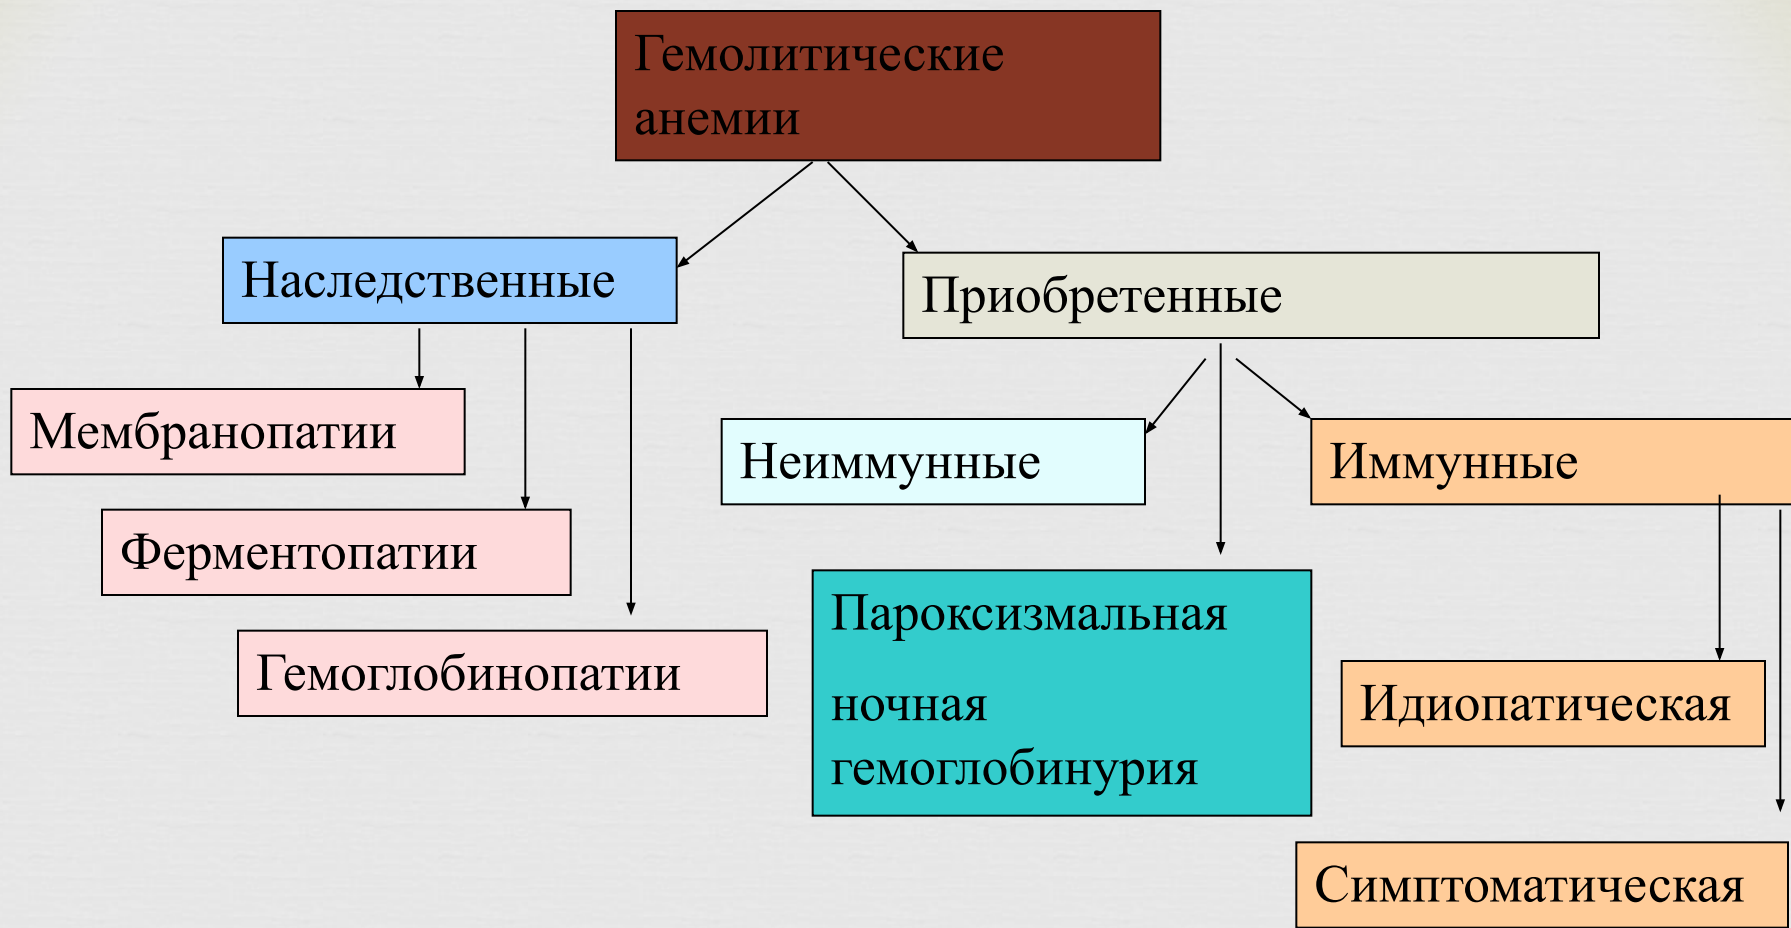 Гемолитические
анемии
Наследственные
Приобретенные
Мембранопатии
Неиммунные
Иммунные
Ферментопатии
Пароксизмальная
ночная
гемоглобинурия
Гемоглобинопатии
Идиопатическая
Симптоматическая